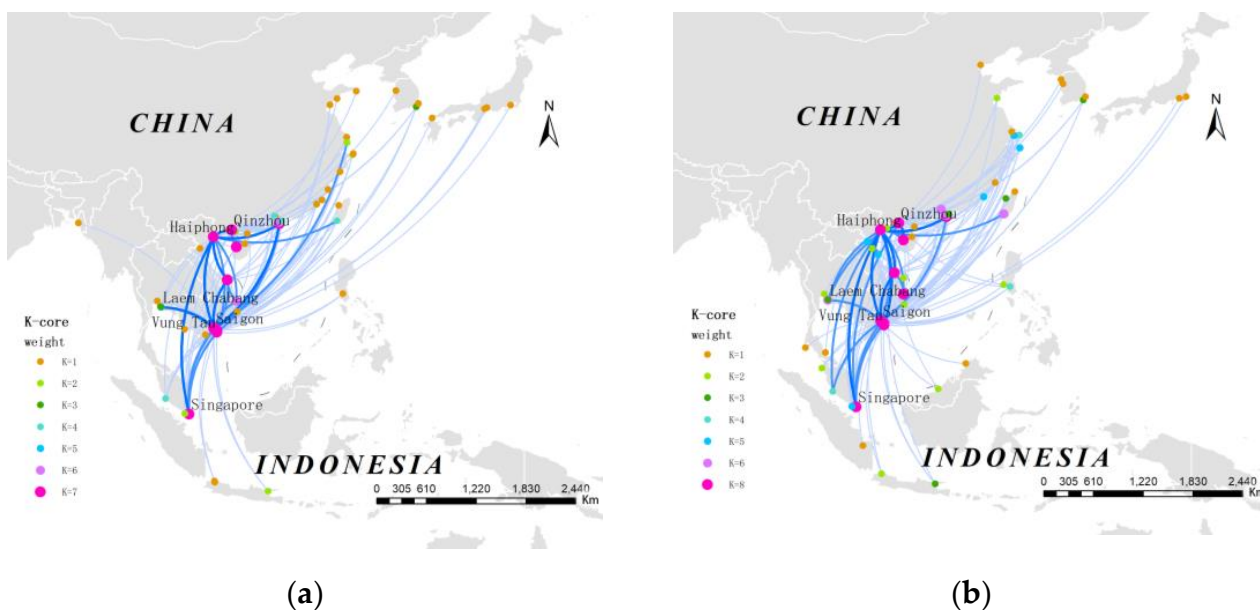 CHINA
N
Haiphong
Qinzhou
Laem Chabang
Vung Tau
Saigon
Singapore
INDONESIA
K-core
weight
K=1
K=2
K=3
K=4
K=5
K=6
K=7
0 305 610 1,220 1,830 2,440
Km
(a)
CHINA
N
Haiphong
Qinzhou
Laem Chabang
Vung Tau
Saigon
Singapore
INDONESIA
K-core
weight
K=1
K=2
K=3
K=4
K=5
K=6
K=8
0 305 610 1,220 1,830 2,440
Km
(b)